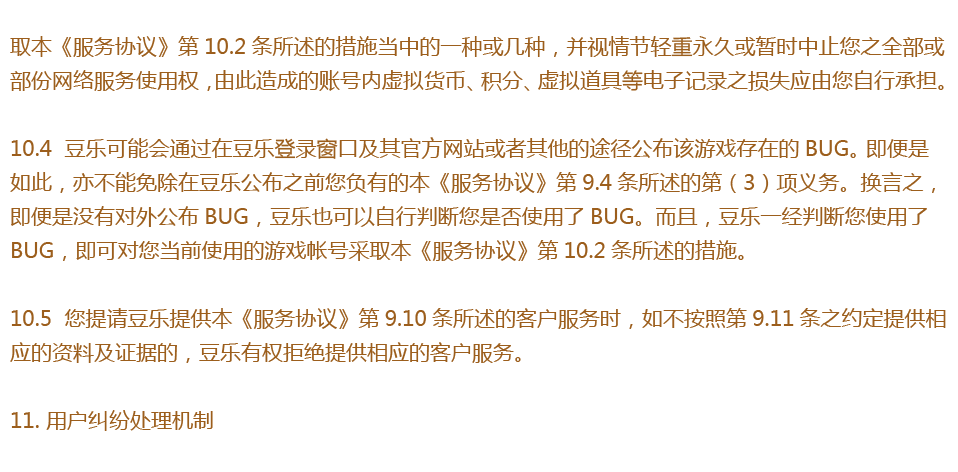 取本《服务协议》第 10.2 条所述的措施当中的一种或几种，并视情节轻重永久或暂时中止您之全部或
部份网络服务使用权，由此造成的账号内虚拟货币、积分、虚拟道具等电子记录之损失应由您自行承担。
10.4 豆乐可能会通过在豆乐登录窗口及其官方网站或者其他的途径公布该游戏存在的 BUG。即便是
如此，亦不能免除在豆乐公布之前您负有的本《服务协议》第 9.4 条所述的第（3）项义务。换言之，
即便是没有对外公布 BUG，豆乐也可以自行判断您是否使用了 BUG。而且，豆乐一经判断您使用了
BUG，即可对您当前使用的游戏帐号采取本《服务协议》第 10.2 条所述的措施。
10.5 您提请豆乐提供本《服务协议》第 9.10 条所述的客户服务时，如不按照第 9.11 条之约定提供相
应的资料及证据的，豆乐有权拒绝提供相应的客户服务。
11. 用户纠纷处理机制